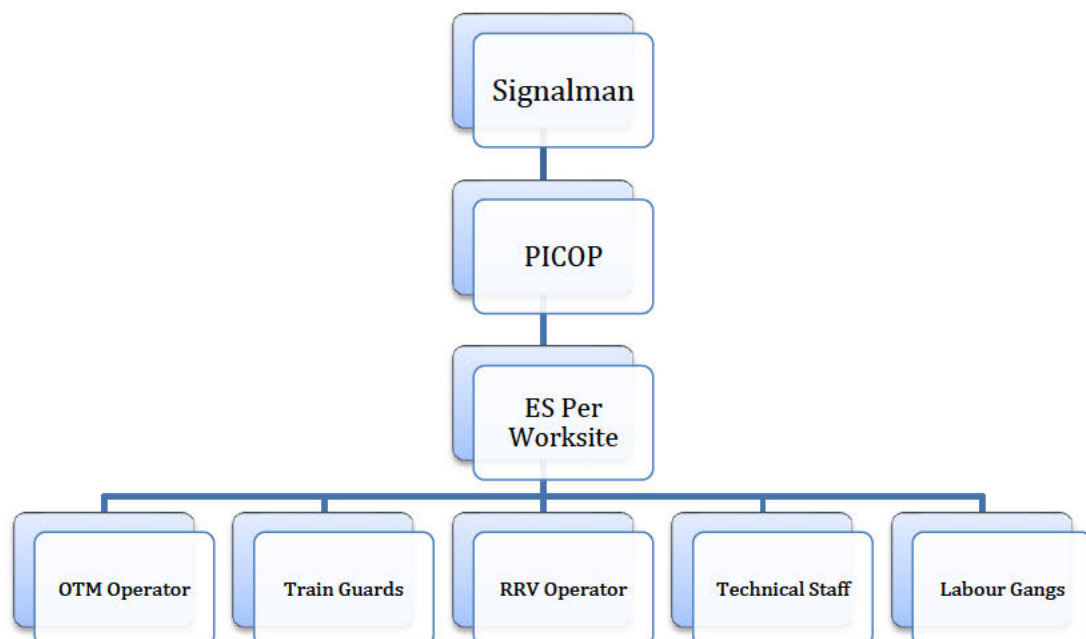 Signalman
PICOP
ES Per
Worksite
OTM Operator
Train Guards
RRV Operator
Technical Staff
Labour Gangs